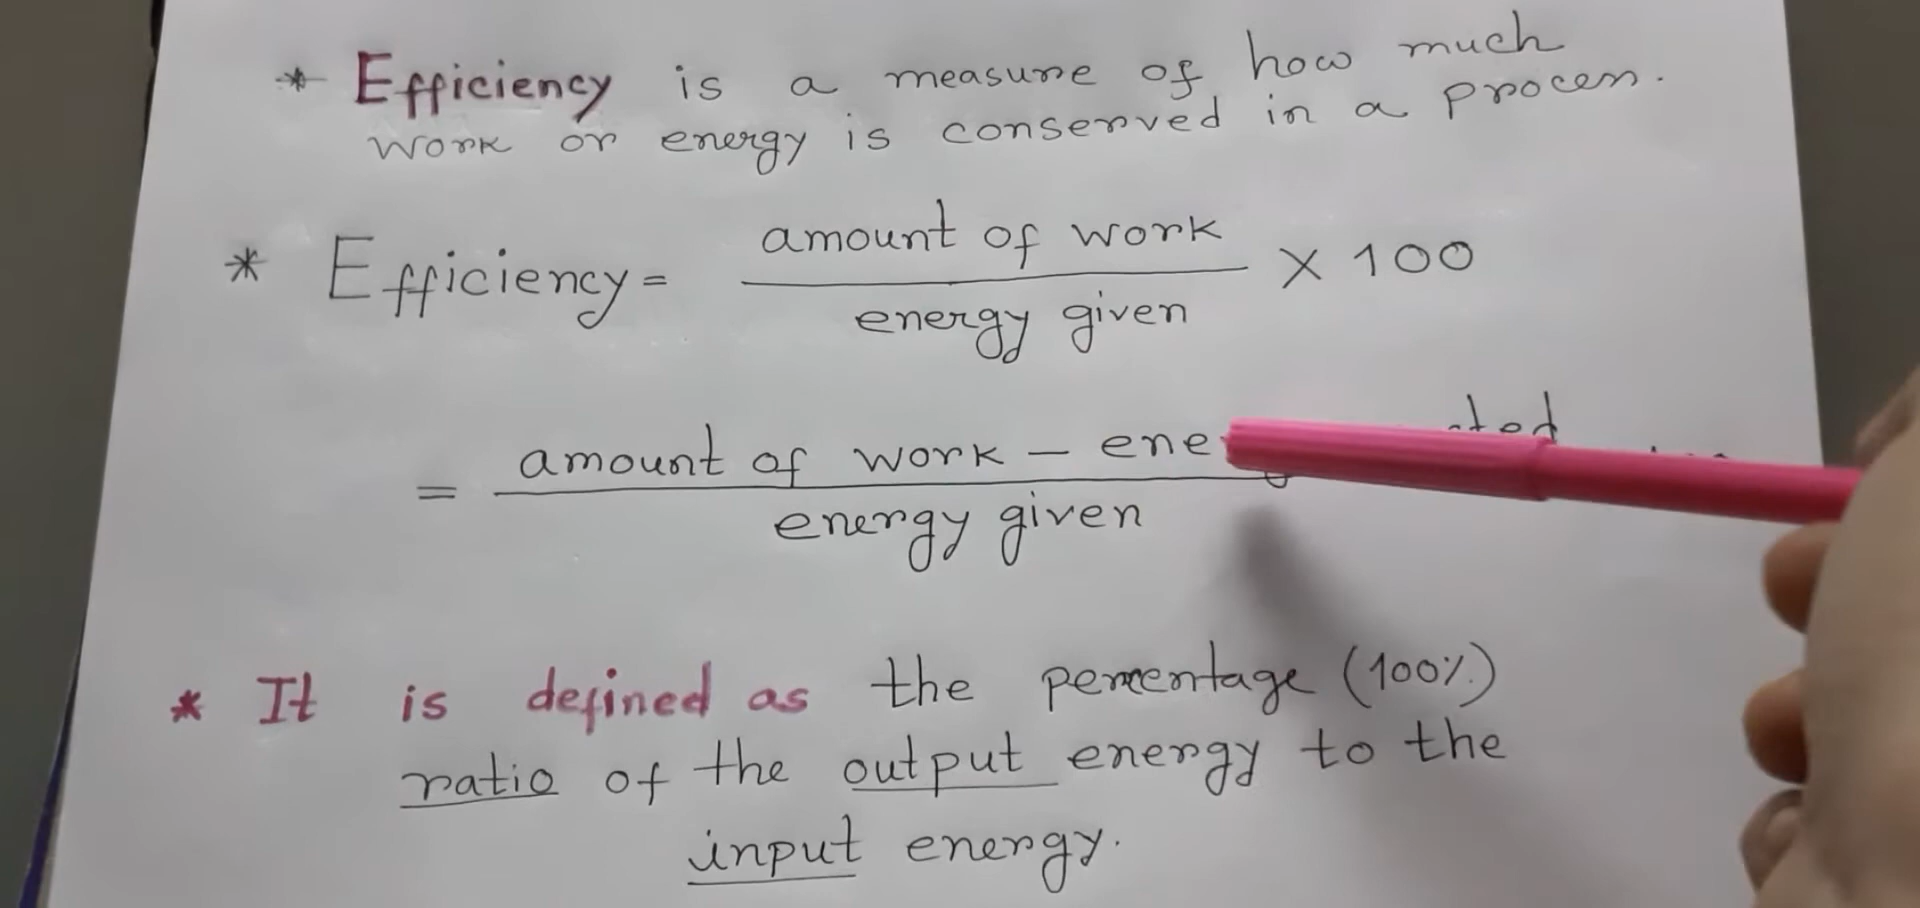 * Efficiency is a measure of how much
work or energy is conserved in a process.
* Efficiency = amount of work
energy given
× 100
= amount of work -
energy given
* It is defined as the percentage (100%)
ratio of the output energy to the
input energy.